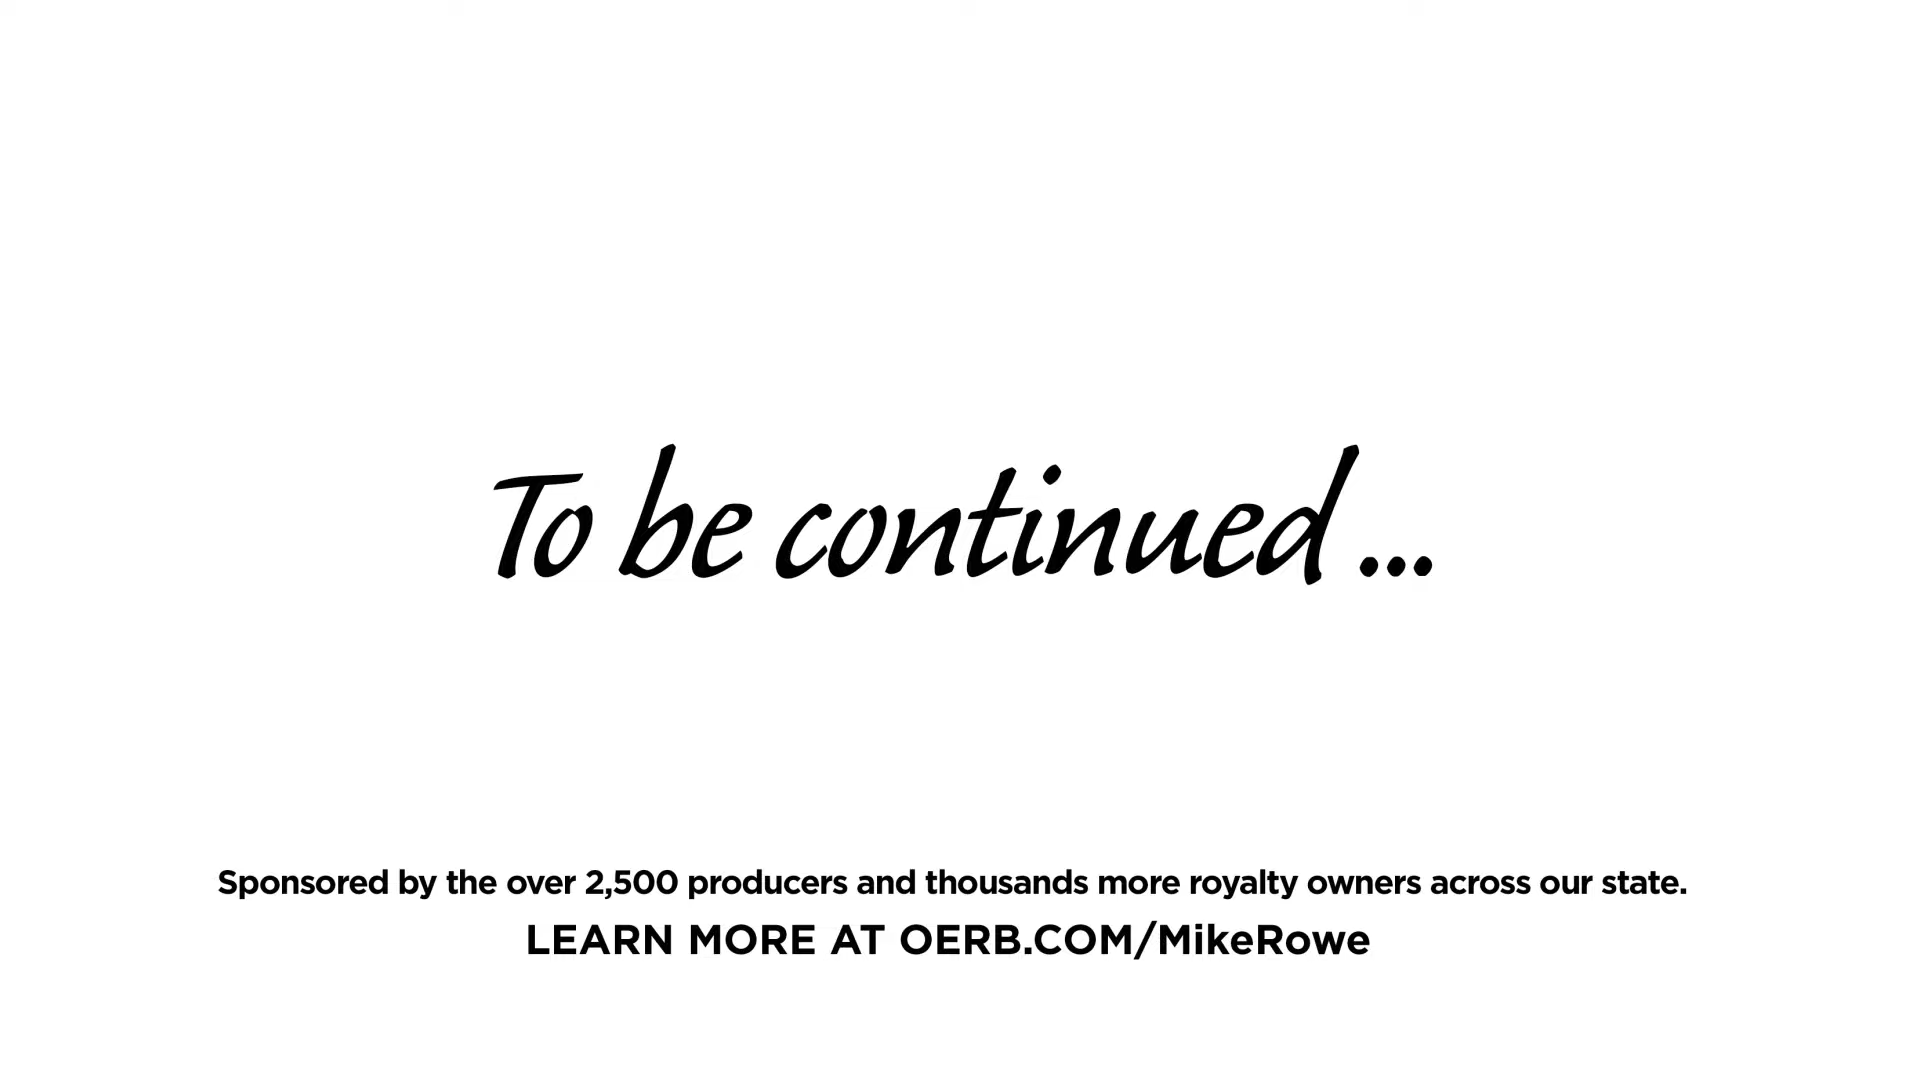 To be continued ...
Sponsored by the over 2,500 producers and thousands more royalty owners across our state.
LEARN MORE AT OERB.COM/MikeRowe